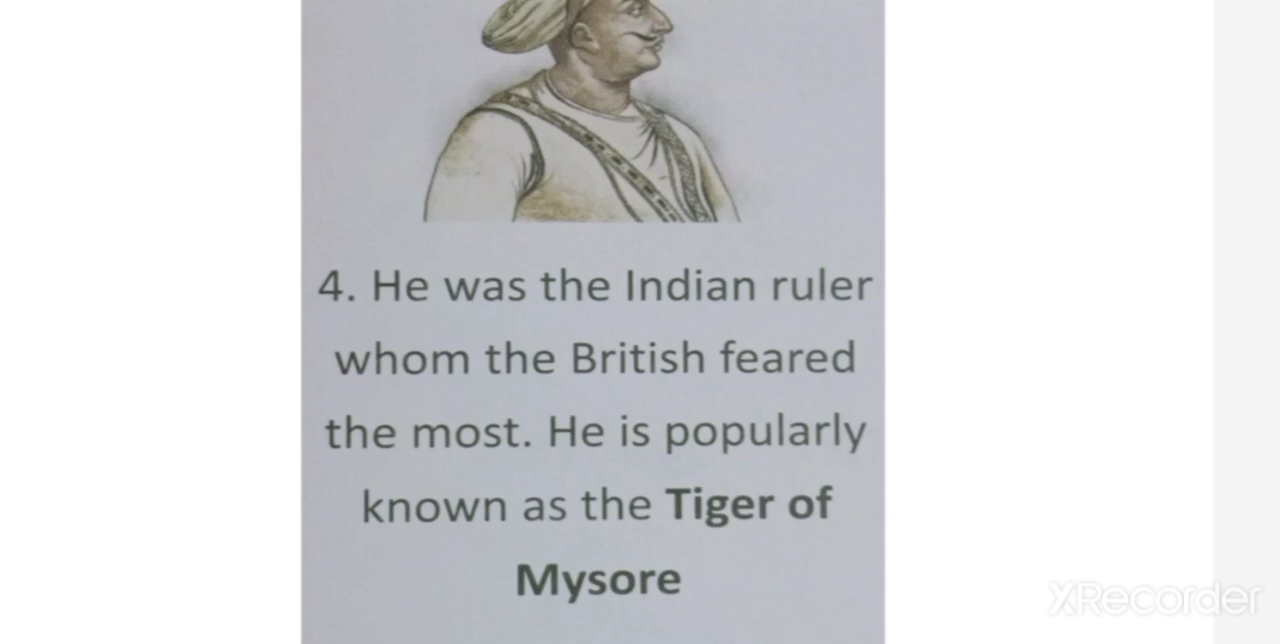 4. He was the Indian ruler
whom the British feared
the most. He is popularly
known as the Tiger of
Mysore
XRecorder